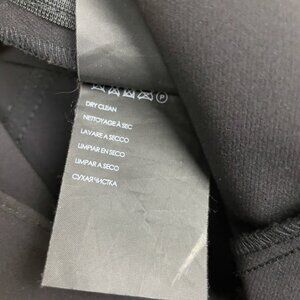 P
DRY CLEAN
NETTOYAGE À SEC
LAVARE A SECCO
LIMPIAR EN SECO
LIMPAR A SECO
СУХАЯ ЧИСТКА